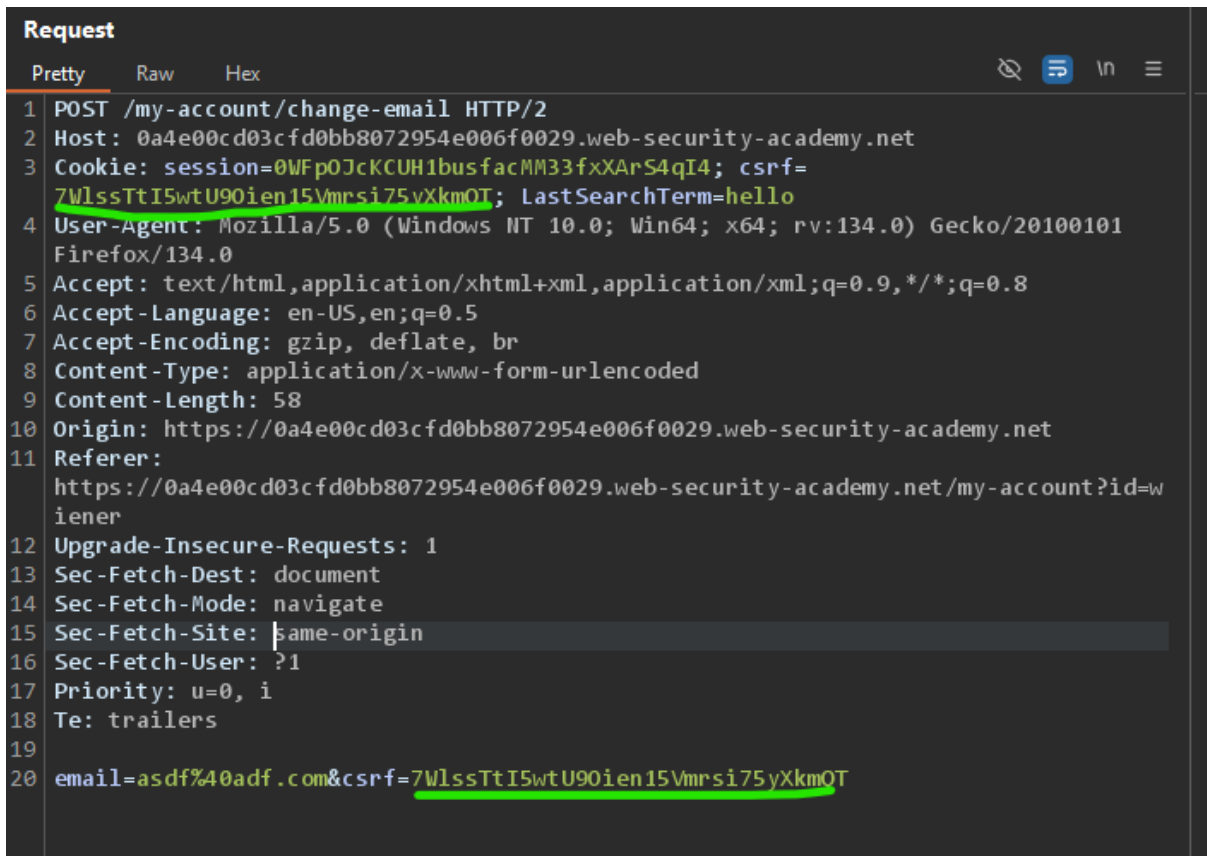 Request
Pretty Raw Hex \n
1 POST /my-account/change-email HTTP/2
2 Host: 0a4e00cd03cfd0bb8072954e006f0029.web-security-academy.net
3 Cookie: session=0WFpOJcKCUH1busfacMM33fxXArS4qI4; csrf=
7WlssTtI5wtU9Oien15Vmrsi75yXkmQT; LastSearchTerm=hello
4 User-Agent: Mozilla/5.0 (Windows NT 10.0; Win64; x64; rv:134.0) Gecko/20100101
Firefox/134.0
5 Accept: text/html,application/xhtml+xml,application/xml;q=0.9,*/*;q=0.8
6 Accept-Language: en-US,en;q=0.5
7 Accept-Encoding: gzip, deflate, br
8 Content-Type: application/x-www-form-urlencoded
9 Content-Length: 58
10 Origin: https://0a4e00cd03cfd0bb8072954e006f0029.web-security-academy.net
11 Referer:
https://0a4e00cd03cfd0bb8072954e006f0029.web-security-academy.net/my-account?id=w
iener
12 Upgrade-Insecure-Requests: 1
13 Sec-Fetch-Dest: document
14 Sec-Fetch-Mode: navigate
15 Sec-Fetch-Site: same-origin
16 Sec-Fetch-User: ?1
17 Priority: u=0, i
18 Te: trailers
19
20 email=asdf%40adf.com&csrf=7WlssTtI5wtU9Oien15Vmrsi75yXkmQT